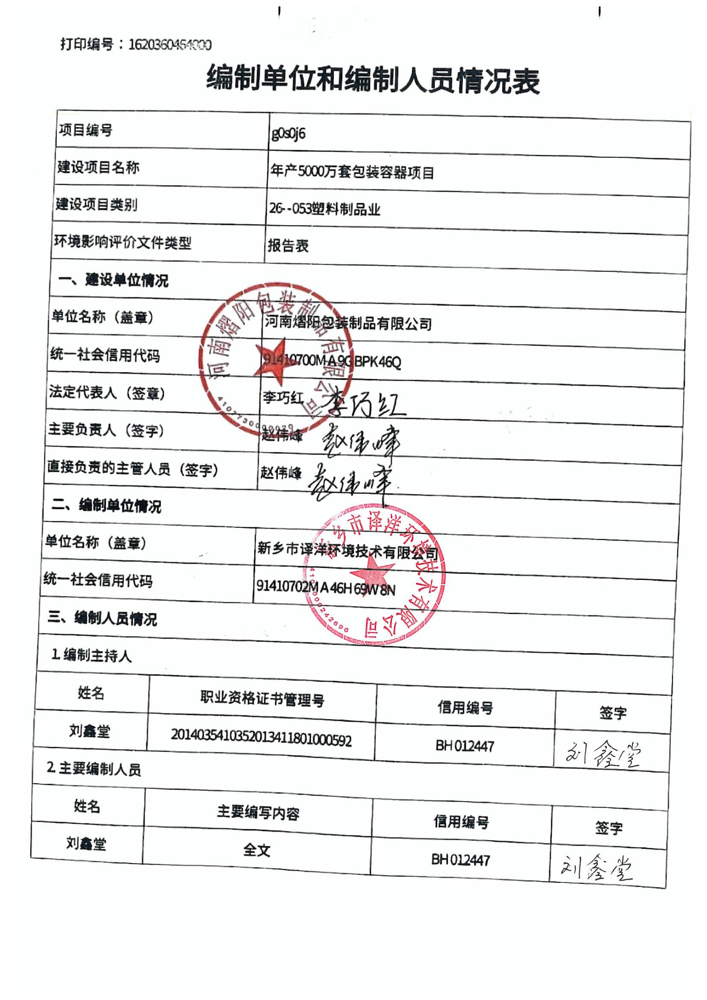 打印编号：1620360464000
编制单位和编制人员情况表
项目编号 g0s0j6
建设项目名称 年产5000万套包装容器项目
建设项目类别 26--053塑料制品业
环境影响评价文件类型 报告表
一、建设单位情况
单位名称（盖章） 河南熠阳包装制品有限公司
统一社会信用代码 91410700MA9GBPK46Q
法定代表人（签章） 李巧红 李巧红
主要负责人（签字） 赵伟峰 赵伟峰
直接负责的主管人员（签字） 赵伟峰 赵伟峰
河南熠阳包装制品有限公司
二、编制单位情况
单位名称（盖章） 新乡市译洋环境技术有限公司
统一社会信用代码 91410702MA46H69W8N
新乡市译洋环境技术有限公司
三、编制人员情况
1.编制主持人
姓名 职业资格证书管理号 信用编号 签字
刘鑫堂 2014035410352013411801000592 BH012447 刘鑫堂
2.主要编制人员
姓名 主要编写内容 信用编号 签字
刘鑫堂 全文 BH012447 刘鑫堂